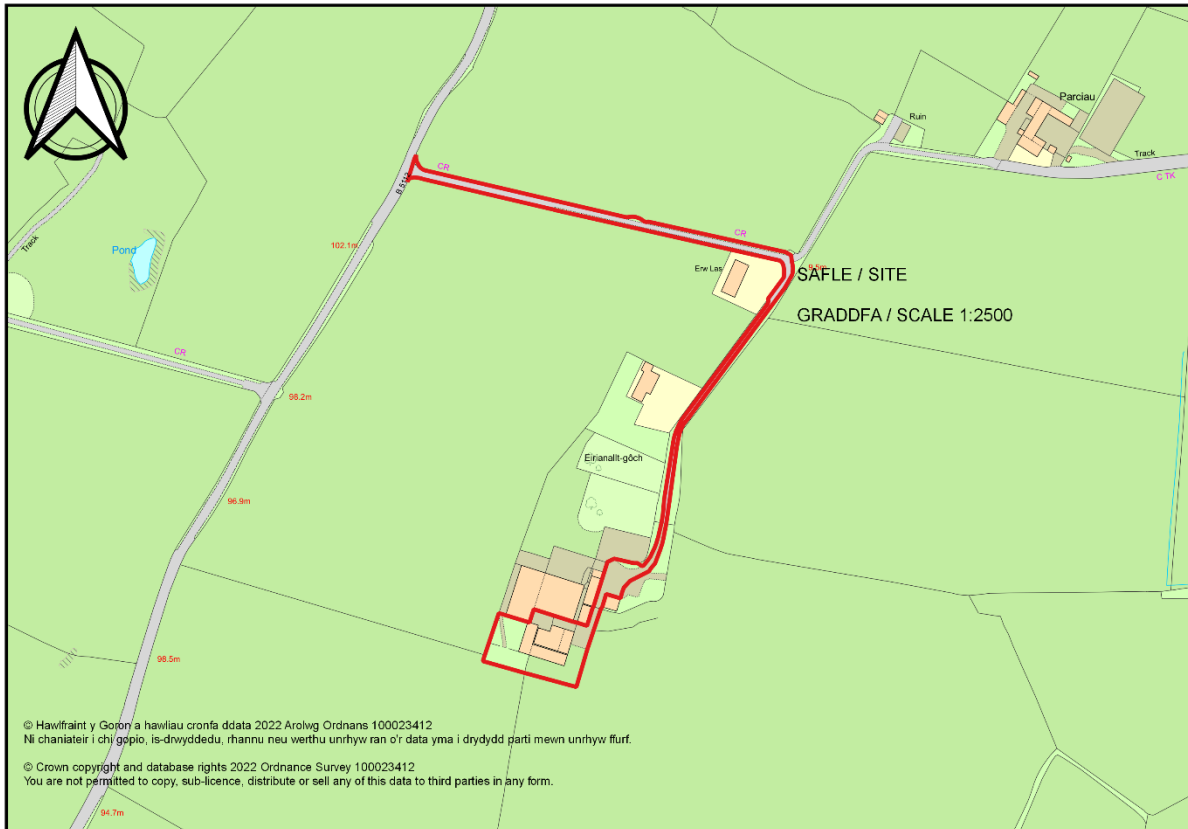 Parciau
Ruin
Track
C TK
CR
102.1m
CR
Erw Las
SAFLE / SITE
GRADDFA / SCALE 1:2500
Pond
Track
CR
98.2m
Eirianallt-gôch
96.9m
98.5m
© Hawlfraint y Goron a hawliau cronfa ddata 2022 Arolwg Ordnans 100023412
Ni chaniateir i chi gopio, is-drwyddedu, rhannu neu werthu unrhyw ran o'r data yma i drydydd parti mewn unrhyw ffurf.
© Crown copyright and database rights 2022 Ordnance Survey 100023412
You are not permitted to copy, sub-licence, distribute or sell any of this data to third parties in any form.
94.7m